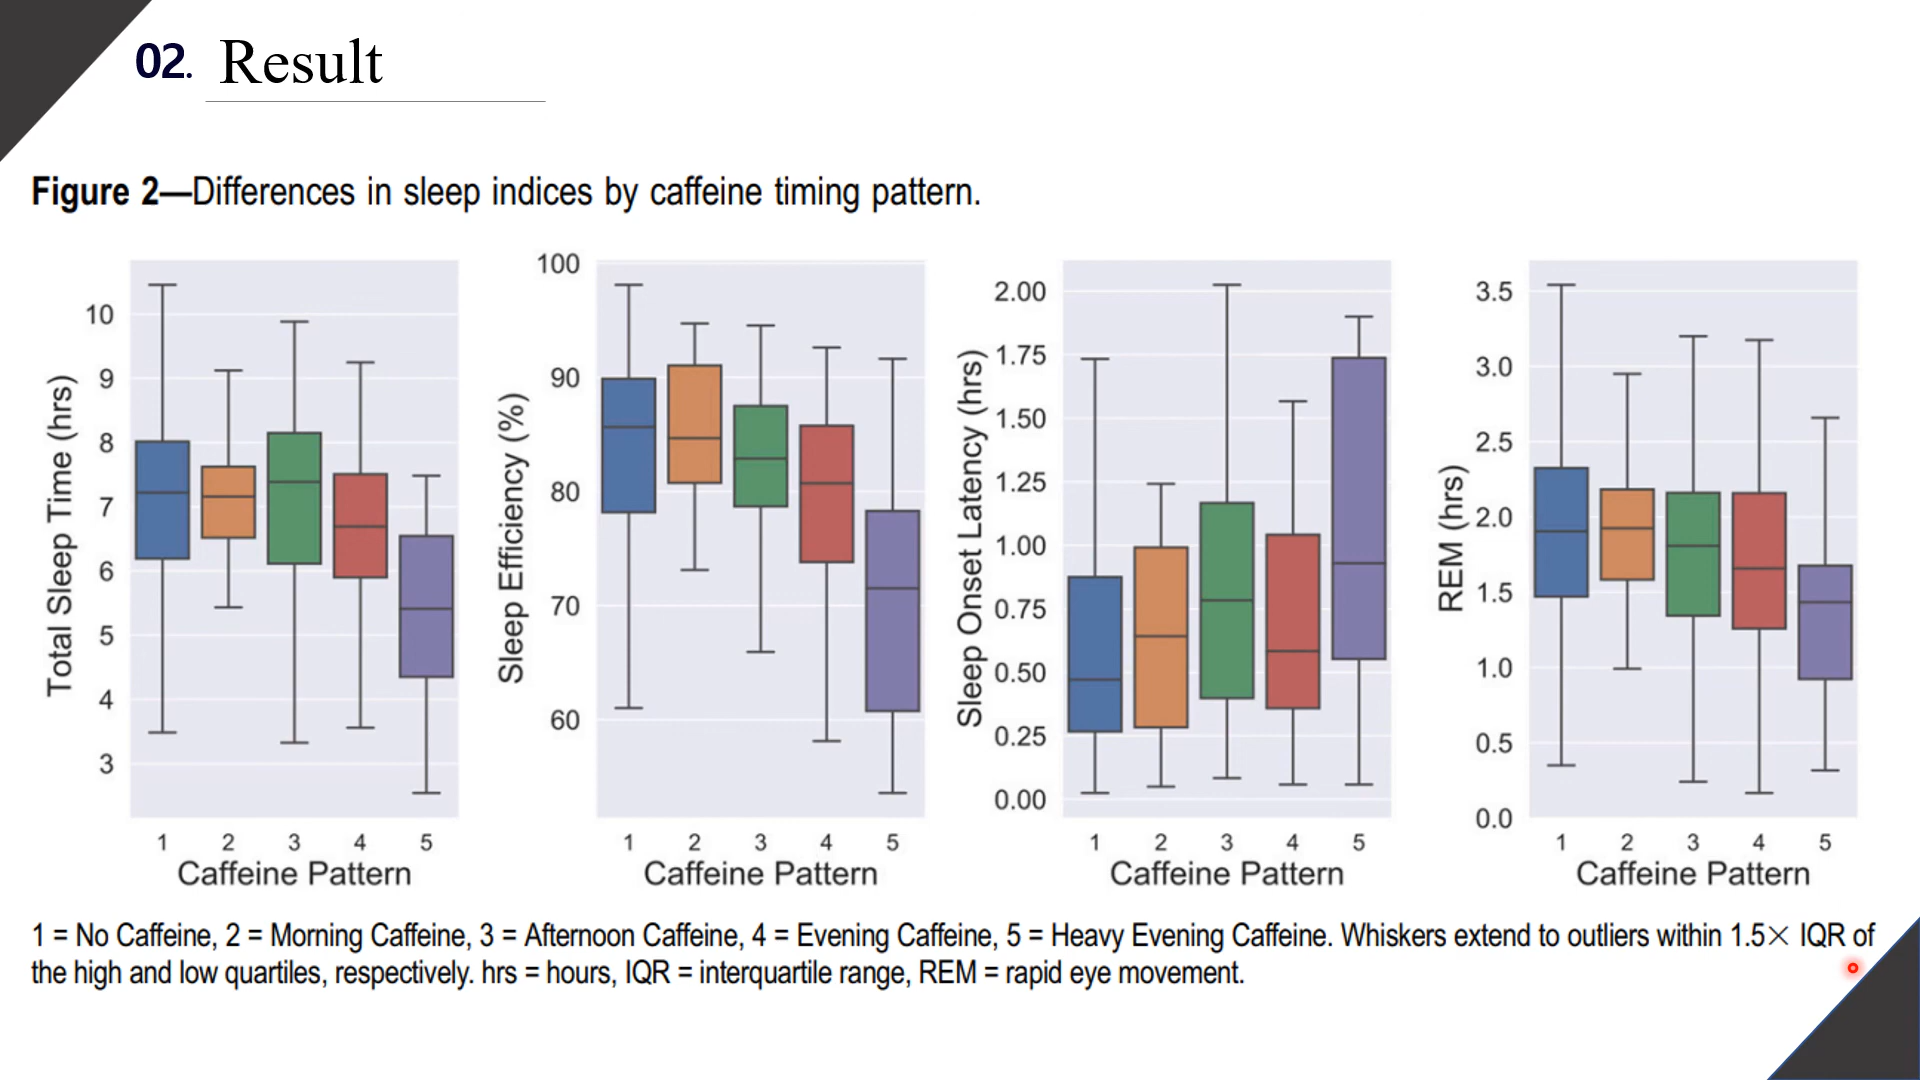 02. Result
Figure 2—Differences in sleep indices by caffeine timing pattern.
Total Sleep Time (hrs)
10
9
8
7
6
5
4
3
1 2 3 4 5
Caffeine Pattern
Sleep Efficiency (%)
100
90
80
70
60
1 2 3 4 5
Caffeine Pattern
Sleep Onset Latency (hrs)
2.00
1.75
1.50
1.25
1.00
0.75
0.50
0.25
0.00
1 2 3 4 5
Caffeine Pattern
REM (hrs)
3.5
3.0
2.5
2.0
1.5
1.0
0.5
0.0
1 2 3 4 5
Caffeine Pattern
1 = No Caffeine, 2 = Morning Caffeine, 3 = Afternoon Caffeine, 4 = Evening Caffeine, 5 = Heavy Evening Caffeine. Whiskers extend to outliers within 1.5× IQR of
the high and low quartiles, respectively. hrs = hours, IQR = interquartile range, REM = rapid eye movement.